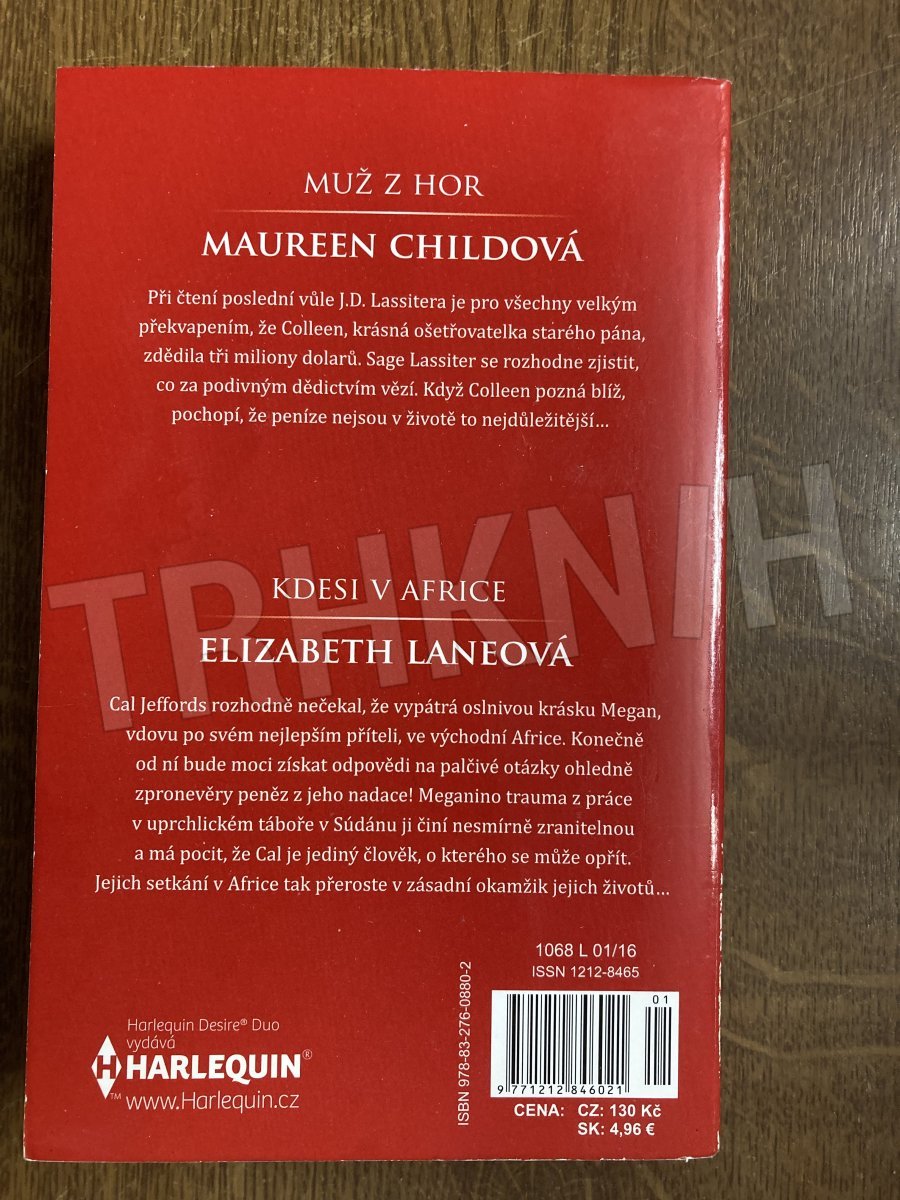 MUŽ Z HOR
MAUREEN CHILDOVÁ
Při čtení poslední vůle J.D. Lassitera je pro všechny velkým
překvapením, že Colleen, krásná ošetřovatelka starého pána,
zdědila tři miliony dolarů. Sage Lassiter se rozhodne zjistit,
co za podivným dědictvím vězí. Když Colleen pozná blíž,
pochopí, že peníze nejsou v životě to nejdůležitější...
TRHKNIH
KDESI V AFRICE
ELIZABETH LANEOVÁ
Cal Jeffords rozhodně nečekal, že vypátrá oslnivou krásku Megan,
vdovu po svém nejlepším příteli, ve východní Africe. Konečně
od ní bude moci získat odpovědi na palčivé otázky ohledně
zpronevěry peněz z jeho nadace! Meganino trauma z práce
v uprchlickém táboře v Súdánu ji činí nesmírně zranitelnou
a má pocit, že Cal je jediný člověk, o kterého se může opřít.
Jejich setkání v Africe tak přeroste v zásadní okamžik jejich životů...
1068 L 01/16
ISSN 1212-8465
01
ISBN 978-83-276-0880-2
9 771212 846021
CENA: CZ: 130 Kč
SK: 4,96 €
Harlequin Desire® Duo
vydává
H HARLEQUIN®
™
www.Harlequin.cz